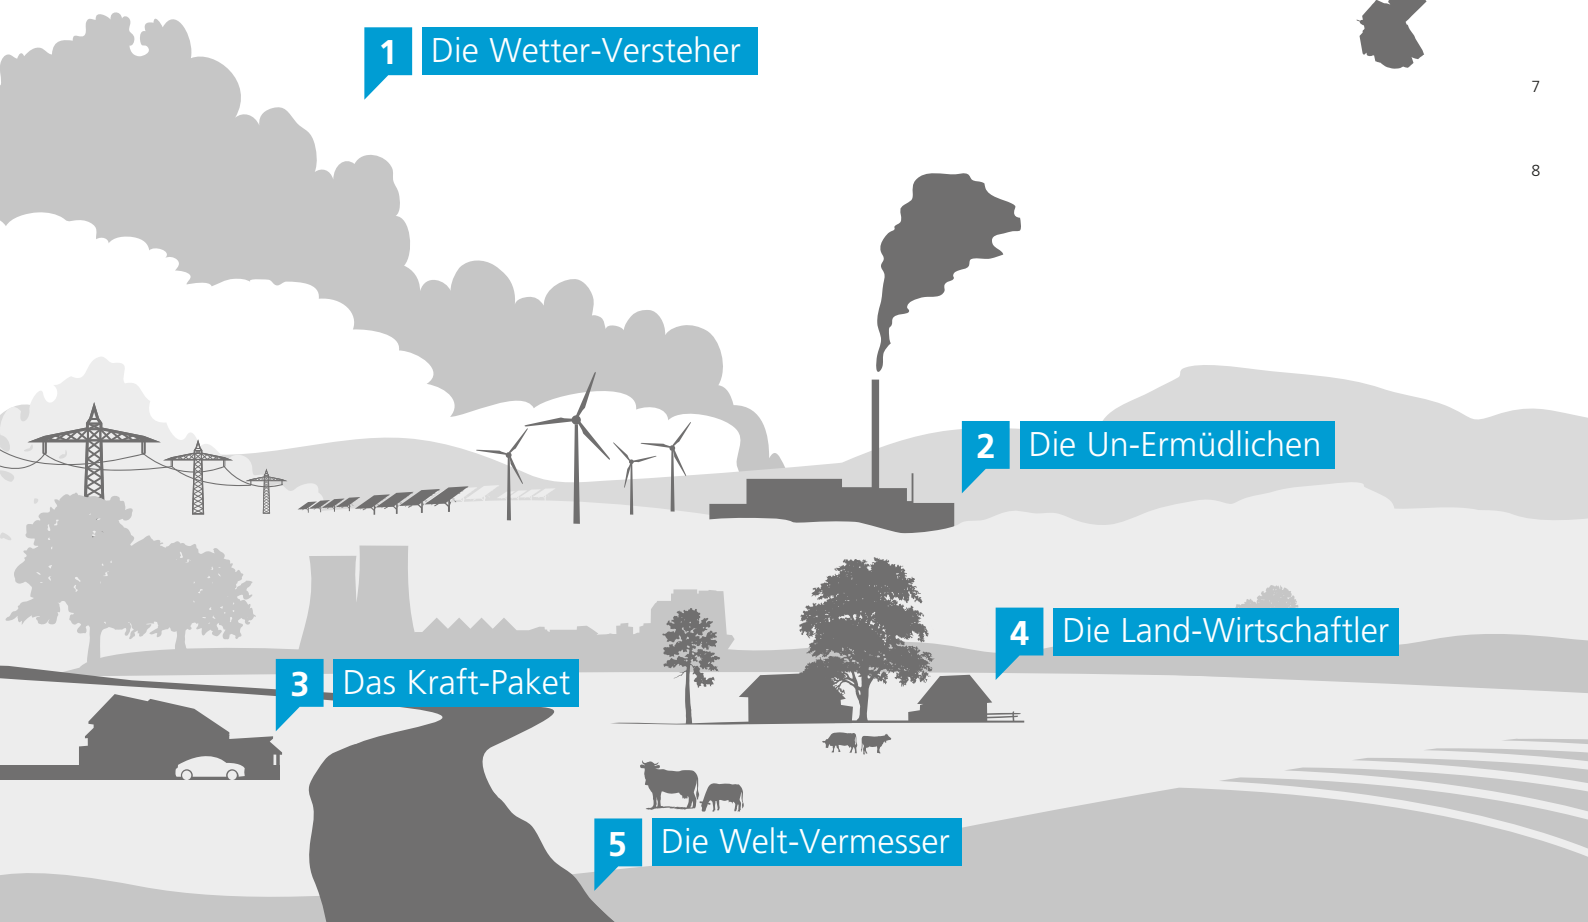 1 Die Wetter-Versteher
7
8
2 Die Un-Ermüdlichen
4 Die Land-Wirtschaftler
3 Das Kraft-Paket
5 Die Welt-Vermesser